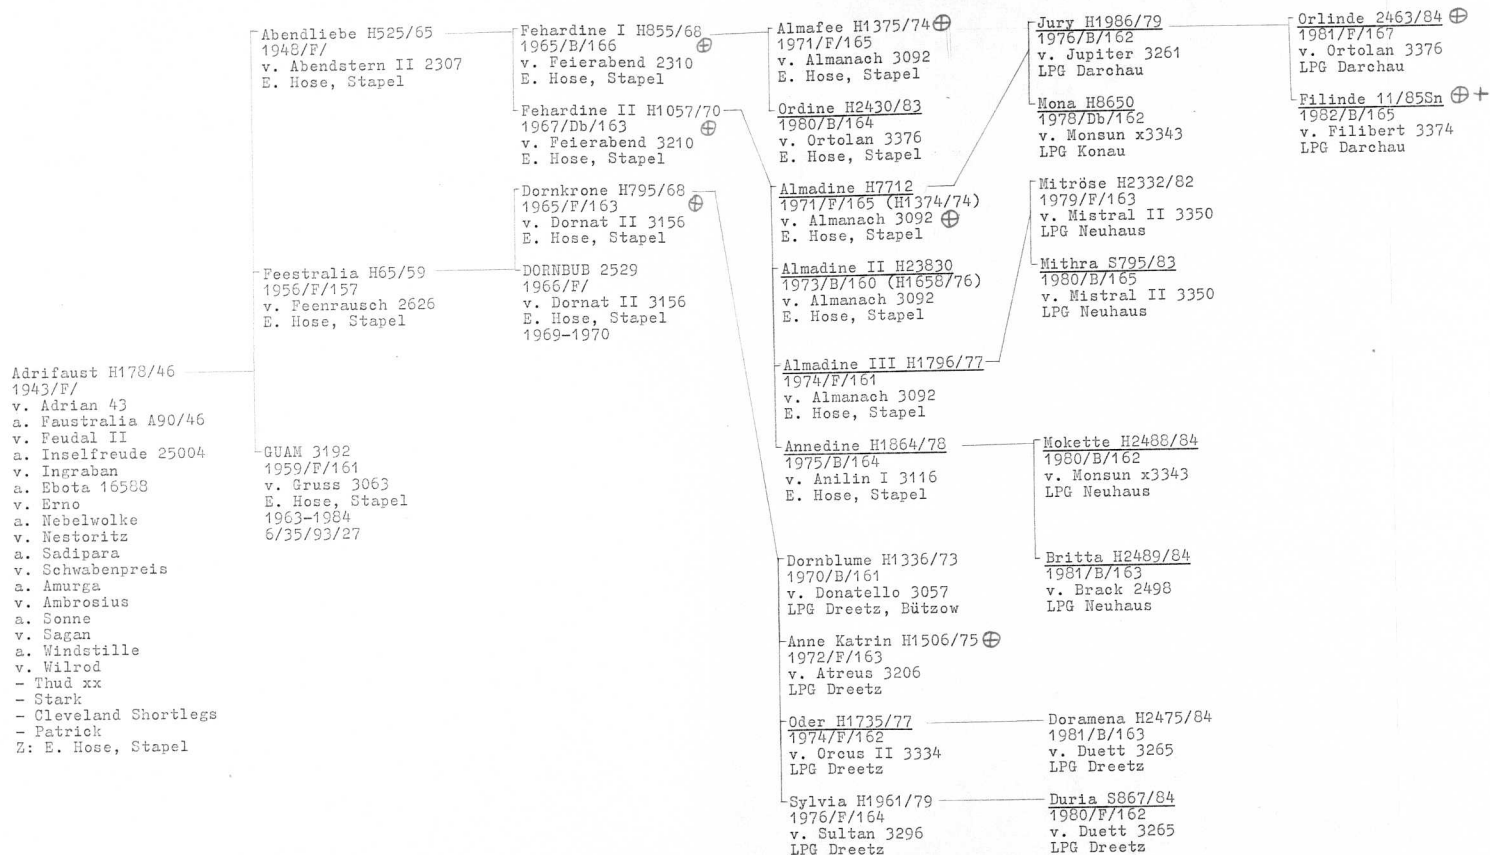 Adrifaust H178/46
1943/F/
v. Adrian 43
a. Faustralia A90/46
v. Feudal II
a. Inselfreude 25004
v. Ingraban
a. Ebota 16588
v. Erno
a. Nebelwolke
v. Nestoritz
a. Sadipara
v. Schwabenpreis
a. Amurga
v. Ambrosius
a. Sonne
v. Sagan
a. Windstille
v. Wilrod
- Thud xx
- Stark
- Cleveland Shortlegs
- Patrick
Z: E. Hose, Stapel
Abendliebe H525/65
1948/F/
v. Abendstern II 2307
E. Hose, Stapel
Feestralia H65/59
1956/F/157
v. Feenrausch 2626
E. Hose, Stapel
GUAM 3192
1959/F/161
v. Gruss 3063
E. Hose, Stapel
1963-1984
6/35/93/27
Fehardine I H855/68
1965/B/166 ⊕
v. Feierabend 2310
E. Hose, Stapel
Fehardine II H1057/70
1967/Db/163 ⊕
v. Feierabend 3210
E. Hose, Stapel
Dornkrone H795/68
1965/F/163 ⊕
v. Dornat II 3156
E. Hose, Stapel
DORNBUB 2529
1966/F/
v. Dornat II 3156
E. Hose, Stapel
1969-1970
Almafee H1375/74 ⊕
1971/F/165
v. Almanach 3092
E. Hose, Stapel
Ordine H2430/83
1980/B/164
v. Ortolan 3376
E. Hose, Stapel
Almadine H7712
1971/F/165 (H1374/74)
v. Almanach 3092 ⊕
E. Hose, Stapel
Almadine II H23830
1973/B/160 (H1658/76)
v. Almanach 3092
E. Hose, Stapel
Almadine III H1796/77
1974/F/161
v. Almanach 3092
E. Hose, Stapel
Annedine H1864/78
1975/B/164
v. Anilin I 3116
E. Hose, Stapel
Dornblume H1336/73
1970/B/161
v. Donatello 3057
LPG Dreetz, Bützow
Anne Katrin H1506/75 ⊕
1972/F/163
v. Atreus 3206
LPG Dreetz
Oder H1735/77
1974/F/162
v. Orcus II 3334
LPG Dreetz
Sylvia H1961/79
1976/F/164
v. Sultan 3296
LPG Dreetz
Jury H1986/79
1976/B/162
v. Jupiter 3261
LPG Darchau
Mona H8650
1978/Db/162
v. Monsun x3343
LPG Konau
Mitröse H2332/82
1979/F/163
v. Mistral II 3350
LPG Neuhaus
Mithra S795/83
1980/B/165
v. Mistral II 3350
LPG Neuhaus
Mokette H2488/84
1980/B/162
v. Monsun x3343
LPG Neuhaus
Britta H2489/84
1981/B/163
v. Brack 2498
LPG Neuhaus
Doramena H2475/84
1981/B/163
v. Duett 3265
LPG Dreetz
Duria S867/84
1980/F/162
v. Duett 3265
LPG Dreetz
Orlinde 2463/84 ⊕
1981/F/167
v. Ortolan 3376
LPG Darchau
Filinde 11/85Sn ⊕ +
1982/B/165
v. Filibert 3374
LPG Darchau